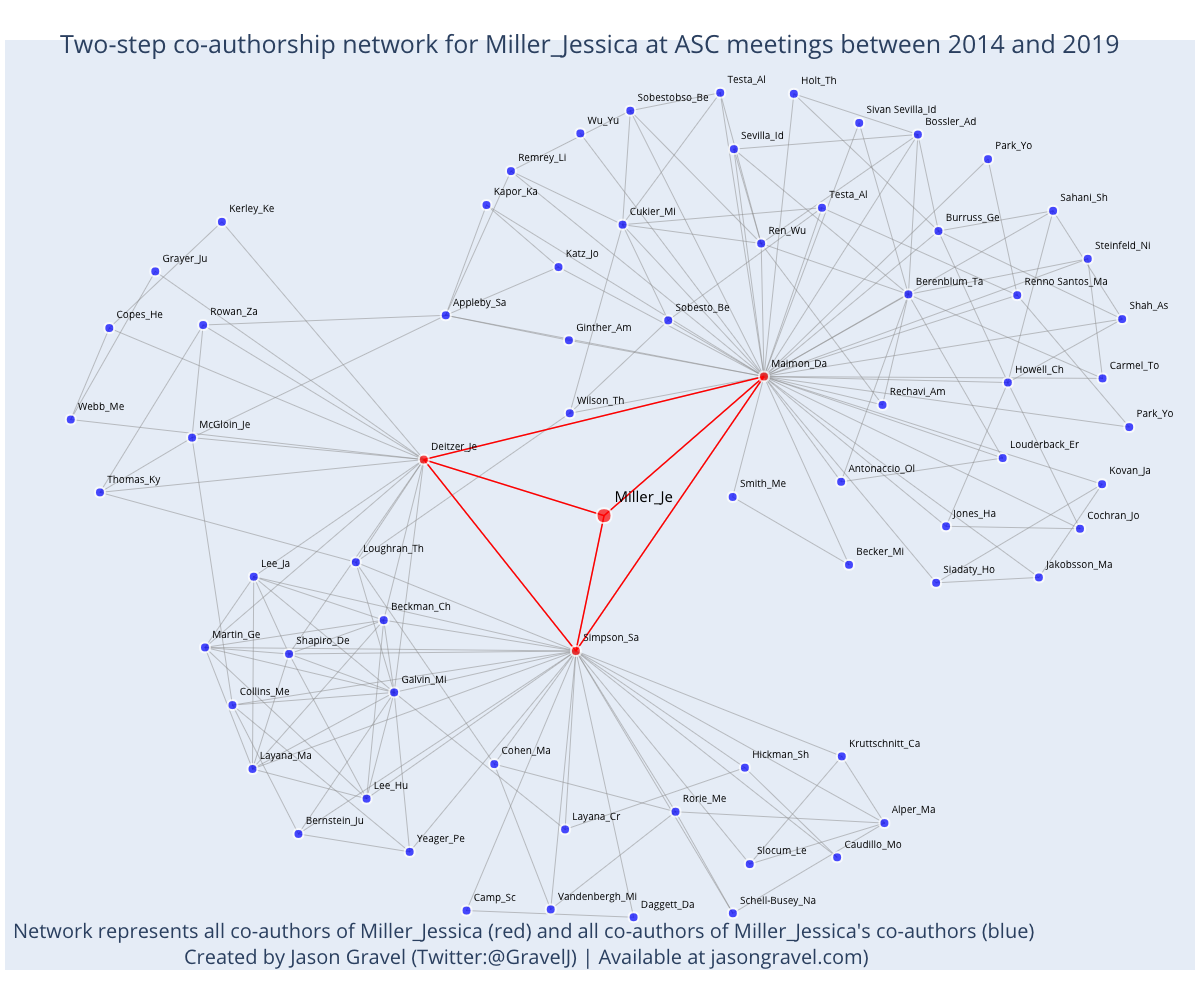 Two-step co-authorship network for Miller_Jessica at ASC meetings between 2014 and 2019
Testa_Al
Holt_Th
Sobestobso_Be
Sivan Sevilla_Id
Wu_Yu
Bossler_Ad
Sevilla_Id
Park_Yo
Remrey_Li
Kapor_Ka
Testa_Al
Sahani_Sh
Kerley_Ke
Cukier_Mi
Burruss_Ge
Ren_Wu
Steinfeld_Ni
Grayer_Ju
Katz_Jo
Berenblum_Ta
Renno Santos_Ma
Appleby_Sa
Shah_As
Copes_He
Rowan_Za
Sobesto_Be
Ginther_Am
Maimon_Da
Howell_Ch
Carmel_To
Rechavi_Am
Wilson_Th
Webb_Me
Park_Yo
McGloin_Je
Deitzer_Je
Louderback_Er
Antonaccio_Ol
Kovan_Ja
Thomas_Ky
Smith_Me
Miller_Je
Jones_Ha
Cochran_Jo
Loughran_Th
Becker_Mi
Lee_Ja
Siadaty_Ho
Jakobsson_Ma
Beckman_Ch
Martin_Ge
Shapiro_De
Simpson_Sa
Galvin_Mi
Collins_Me
Kruttschnitt_Ca
Layana_Ma
Cohen_Ma
Hickman_Sh
Lee_Hu
Rorie_Me
Alper_Ma
Bernstein_Ju
Layana_Cr
Yeager_Pe
Slocum_Le
Caudillo_Mo
Camp_Sc
Vandenbergh_Mi
Daggett_Da
Schell-Busey_Na
Network represents all co-authors of Miller_Jessica (red) and all co-authors of Miller_Jessica's co-authors (blue)
Created by Jason Gravel (Twitter:@GravelJ) | Available at jasongravel.com)